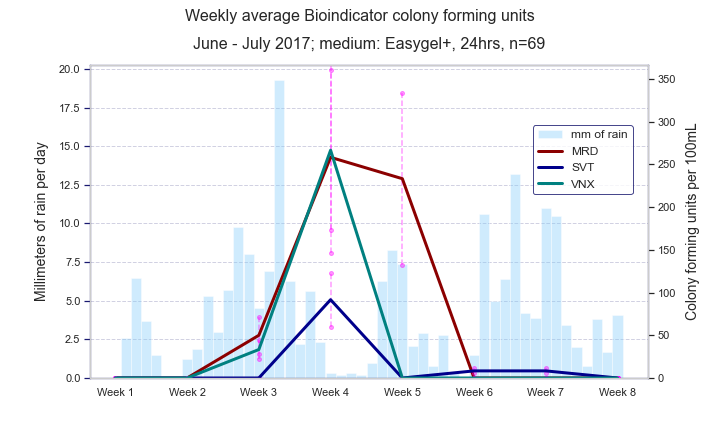 Weekly average Bioindicator colony forming units
June - July 2017; medium: Easygel+, 24hrs, n=69
Millimeters of rain per day
20.0
17.5
15.0
12.5
10.0
7.5
5.0
2.5
0.0
mm of rain
MRD
SVT
VNX
350
300
250
200
150
100
50
0
Colony forming units per 100mL
Week 1 Week 2 Week 3 Week 4 Week 5 Week 6 Week 7 Week 8